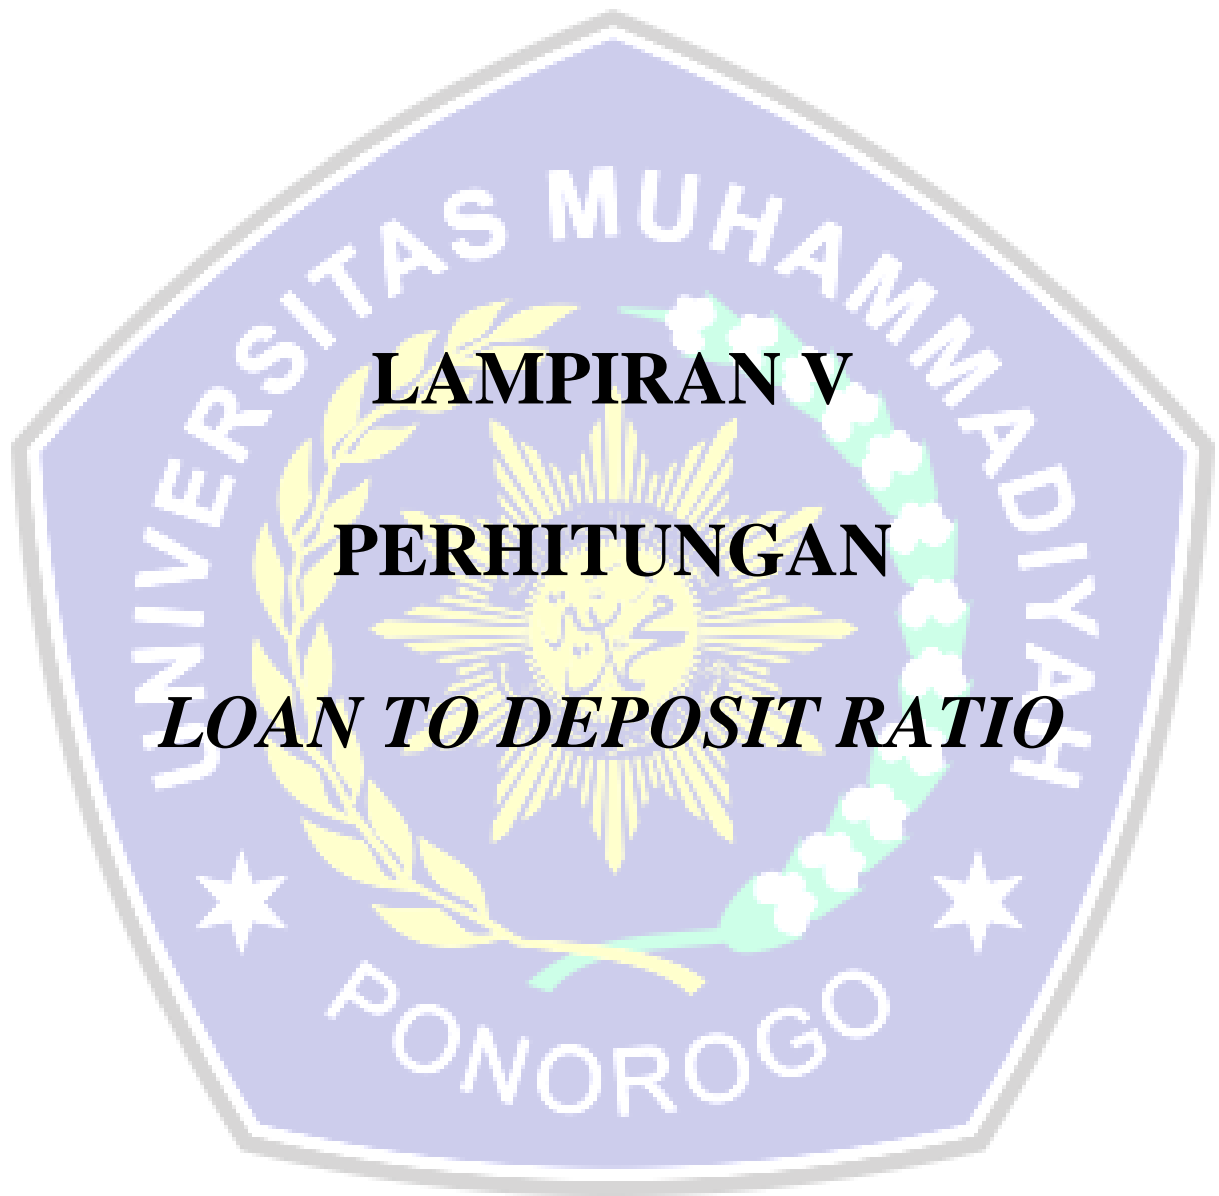 UNIVERSITAS MUHAMMADIYAH
LAMPIRAN V
PERHITUNGAN
LOAN TO DEPOSIT RATIO
PONOROGO